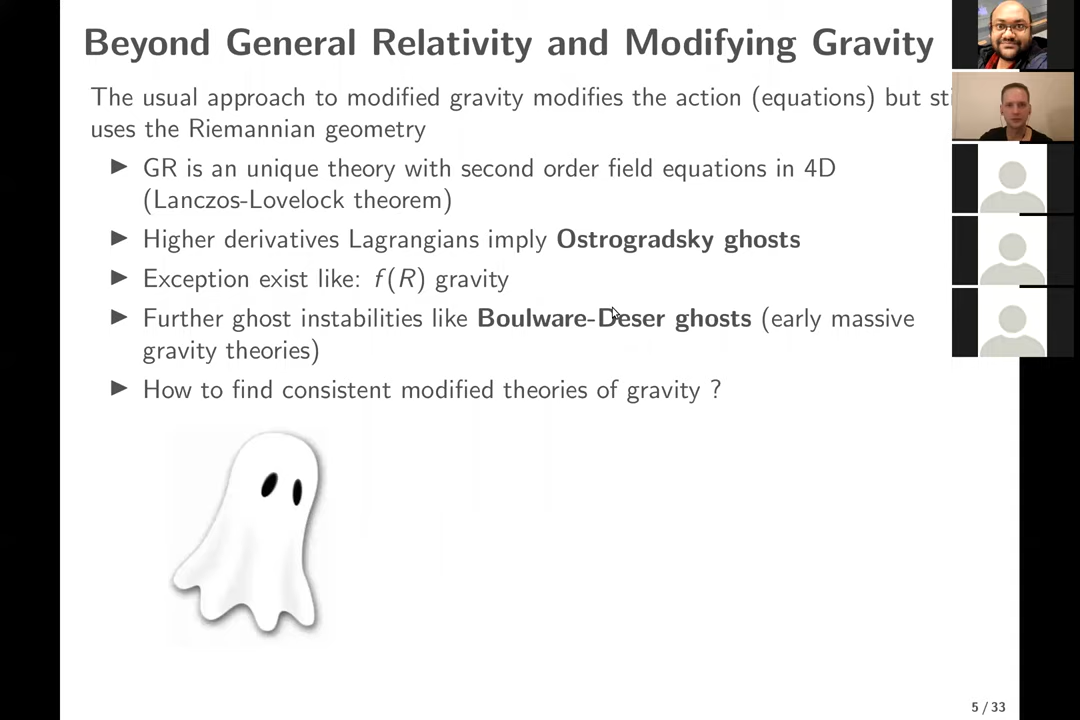 Beyond General Relativity and Modifying Gravity
The usual approach to modified gravity modifies the action (equations) but
uses the Riemannian geometry
▶ GR is an unique theory with second order field equations in 4D
(Lanczos-Lovelock theorem)
▶ Higher derivatives Lagrangians imply Ostrogradsky ghosts
▶ Exception exist like: f(R) gravity
▶ Further ghost instabilities like Boulware-Deser ghosts (early massive
gravity theories)
▶ How to find consistent modified theories of gravity ?
5 / 33